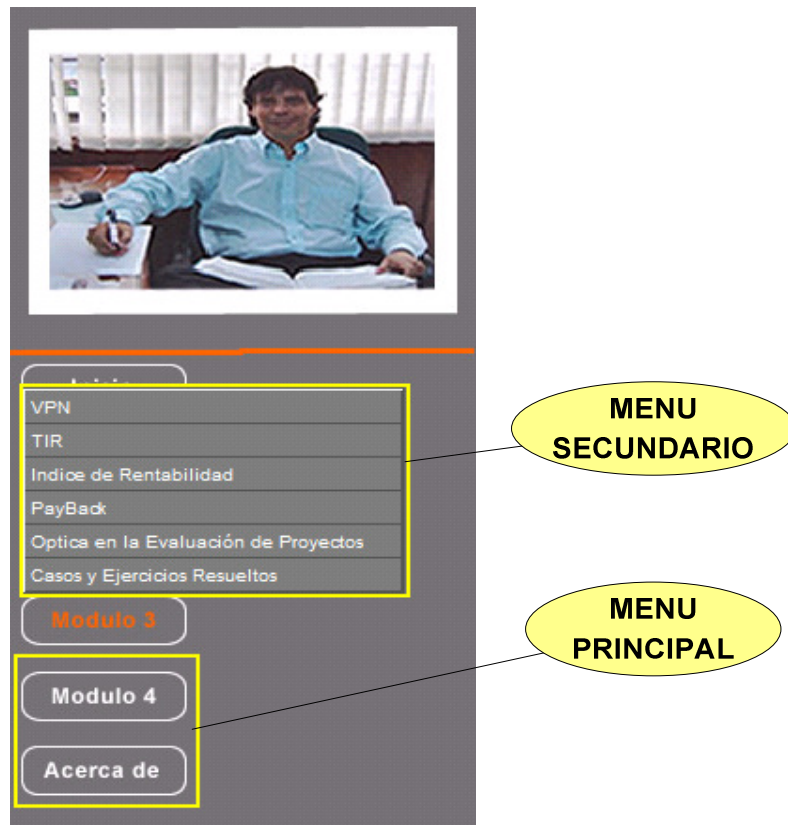 VPN
TIR
Indice de Rentabilidad
PayBack
Optica en la Evaluación de Proyectos
Casos y Ejercicios Resueltos
Modulo 3
Modulo 4
Acerca de
MENU
SECUNDARIO
MENU
PRINCIPAL